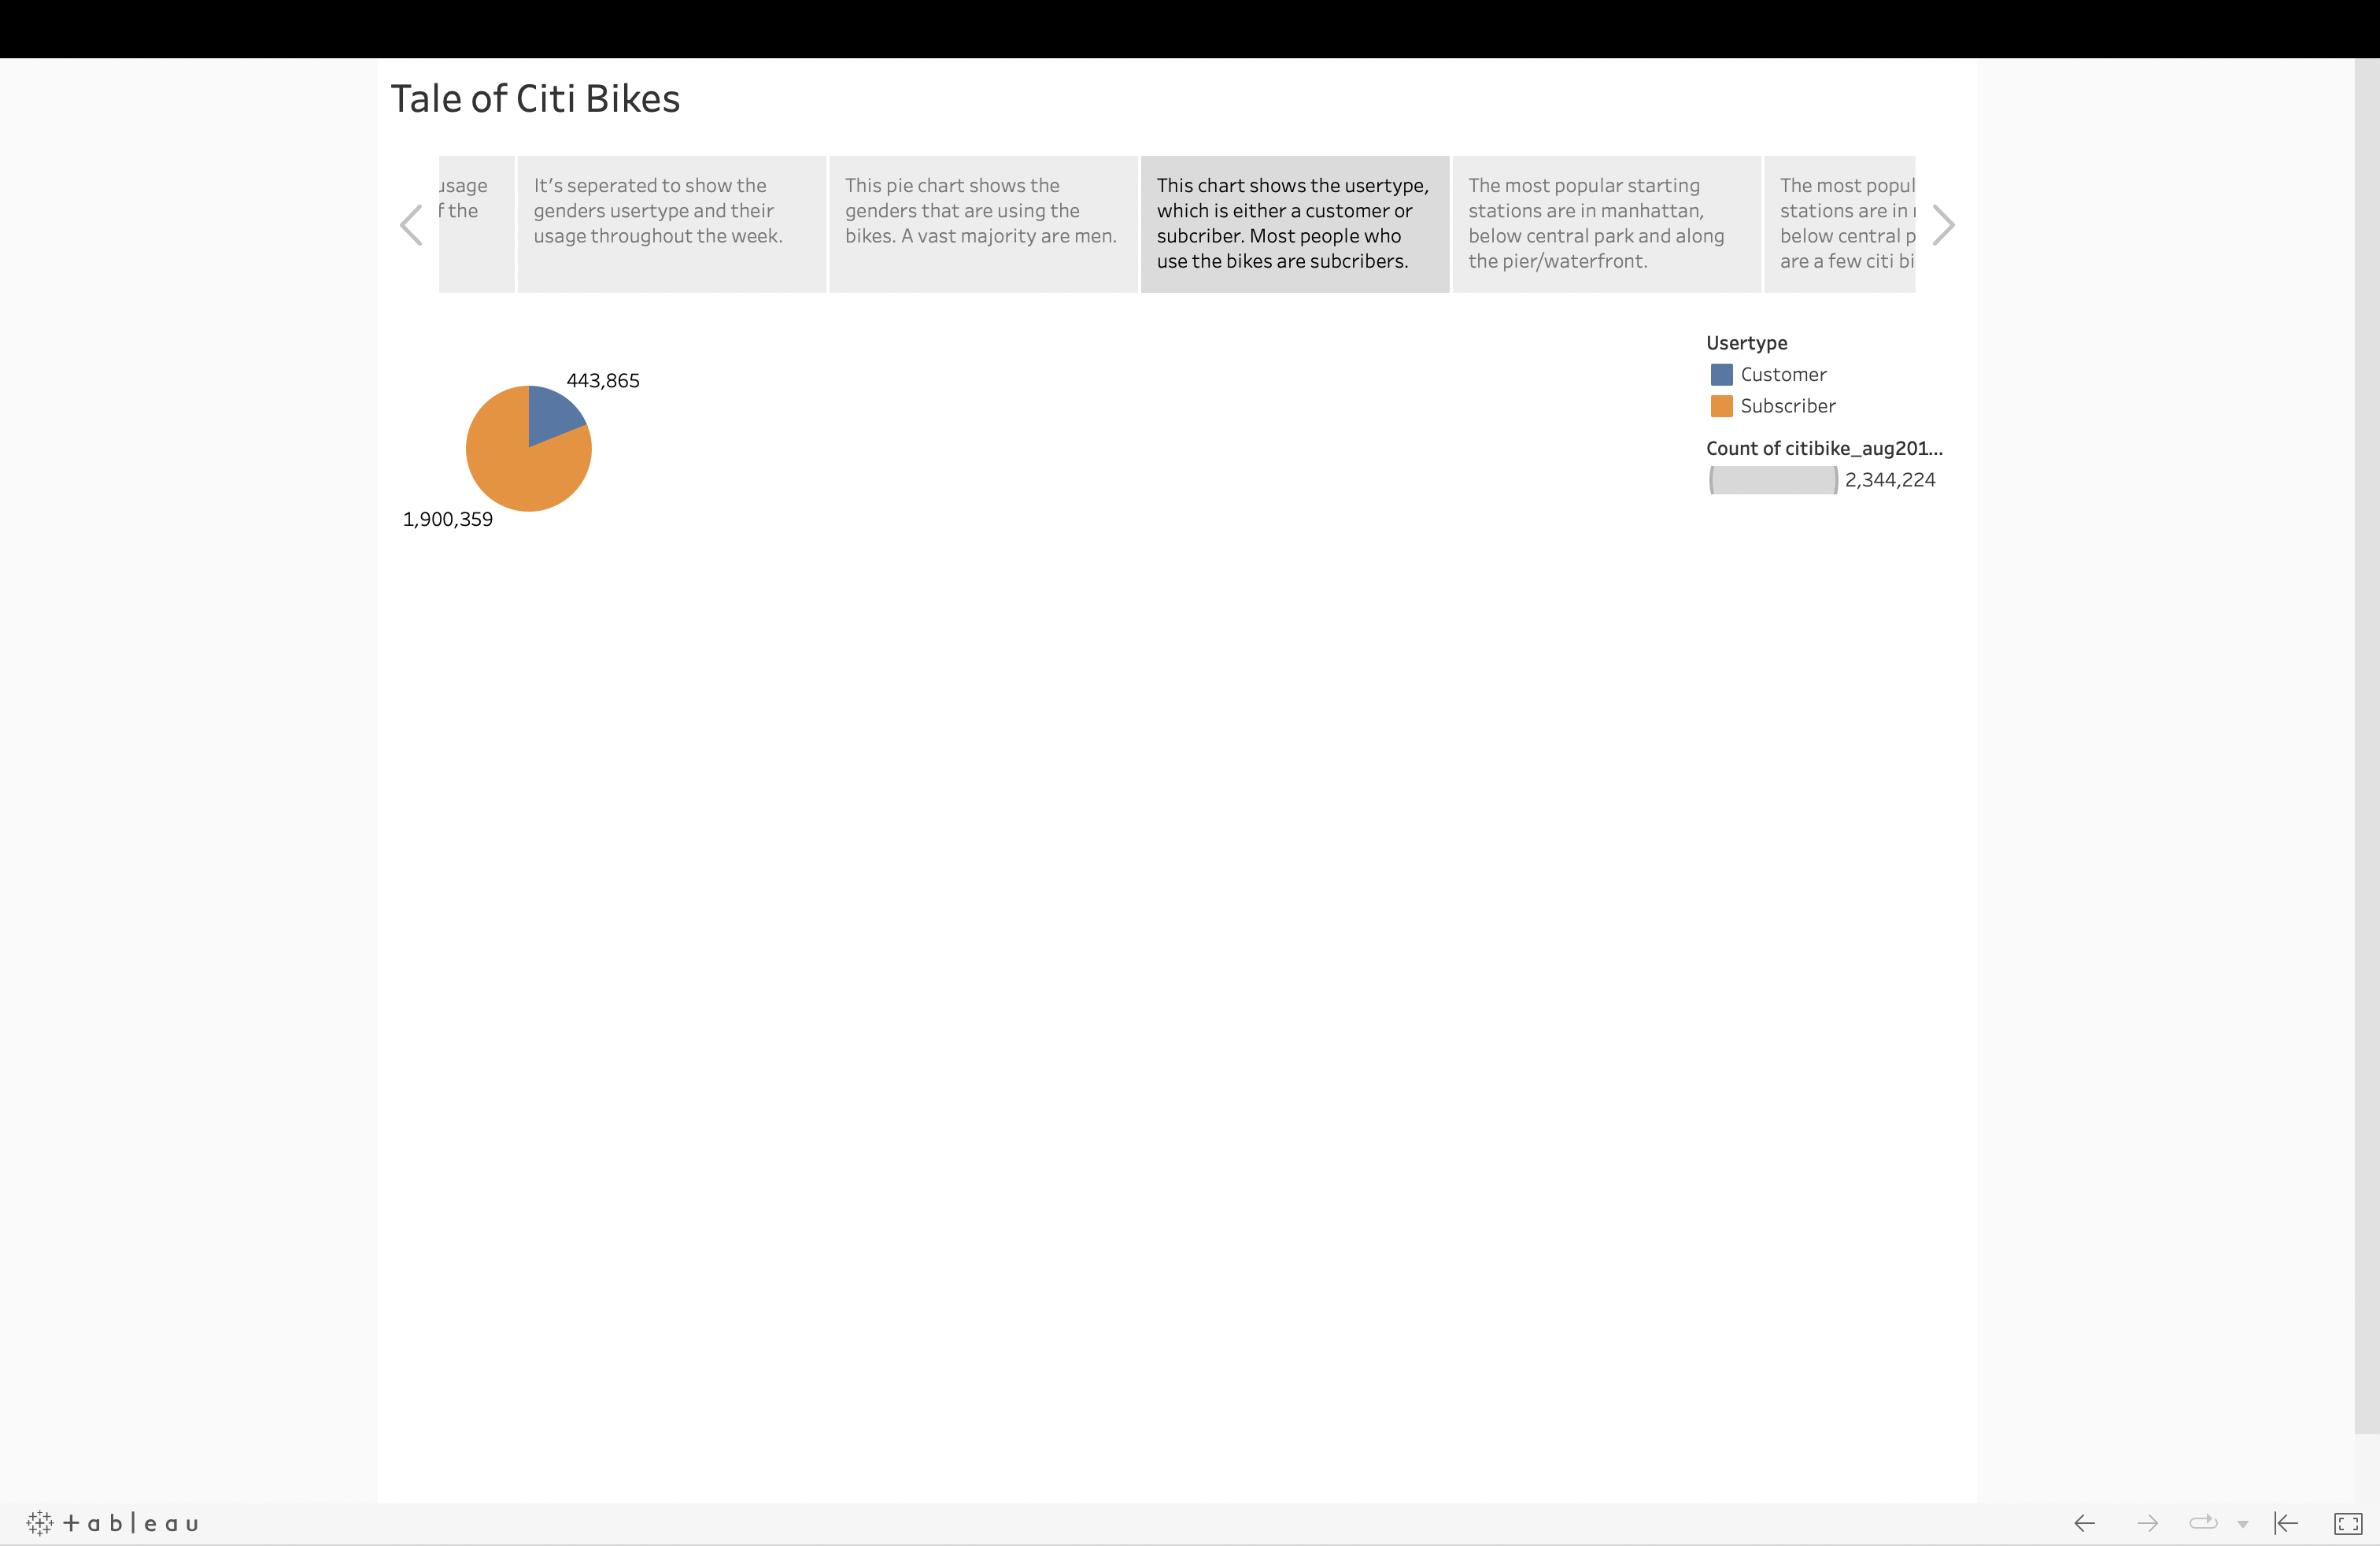 Tale of Citi Bikes
usage
f the
It's seperated to show the
genders usertype and their
usage throughout the week.
This pie chart shows the
genders that are using the
bikes. A vast majority are men.
This chart shows the usertype,
which is either a customer or
subcriber. Most people who
use the bikes are subcribers.
The most popular starting
stations are in manhattan,
below central park and along
the pier/waterfront.
The most popul
stations are in
below central p
are a few citi bi
443,865
1,900,359
Usertype
Customer
Subscriber
Count of citibike_aug201...
2,344,224
tableau